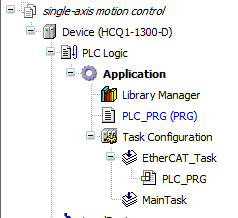 single-axis motion control
Device (HCQ1-1300-D)
PLC Logic
Application
Library Manager
PLC_PRG (PRG)
Task Configuration
EtherCAT_Task
PLC_PRG
MainTask